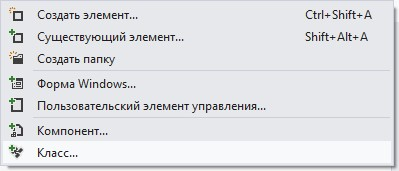 Создать элемент... Ctrl+Shift+A
Существующий элемент... Shift+Alt+A
Создать папку
Форма Windows...
Пользовательский элемент управления...
Компонент...
Класс...